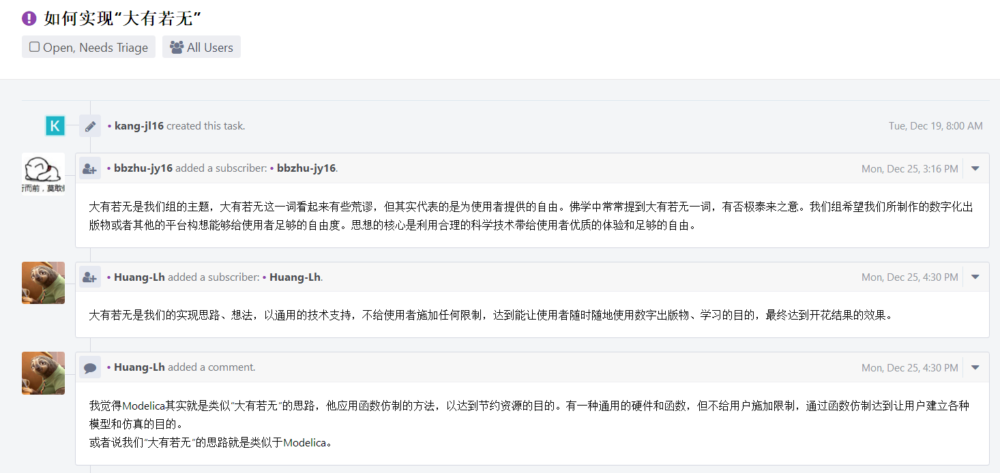 如何实现“大有若无”
Open, Needs Triage
All Users
K
• kang-jl16 created this task.
Tue, Dec 19, 8:00 AM
• bbzhu-jy16 added a subscriber: • bbzhu-jy16.
Mon, Dec 25, 3:16 PM
大有若无是我们组的主题，大有若无这一词看起来有些荒谬，但其实代表的是为使用者提供的自由。佛学中常常提到大有若无一词，有否极泰来之意。我们组希望我们所制作的数字化出
版物或者其他的平台构想能够给使用者足够的自由度。思想的核心是利用合理的科学技术带给使用者优质的体验和足够的自由。
• Huang-Lh added a subscriber: • Huang-Lh.
Mon, Dec 25, 4:30 PM
大有若无是我们的实现思路、想法，以通用的技术支持，不给使用者施加任何限制，达到能让使用者随时随地使用数字出版物、学习的目的，最终达到开花结果的效果。
• Huang-Lh added a comment.
Mon, Dec 25, 4:30 PM
我觉得Modelica其实就是类似“大有若无”的思路，他应用函数仿制的方法，以达到节约资源的目的。有一种通用的硬件和函数，但不给用户施加限制，通过函数仿制达到让用户建立各种
模型和仿真的目的。
或者说我们“大有若无”的思路就是类似于Modelica。